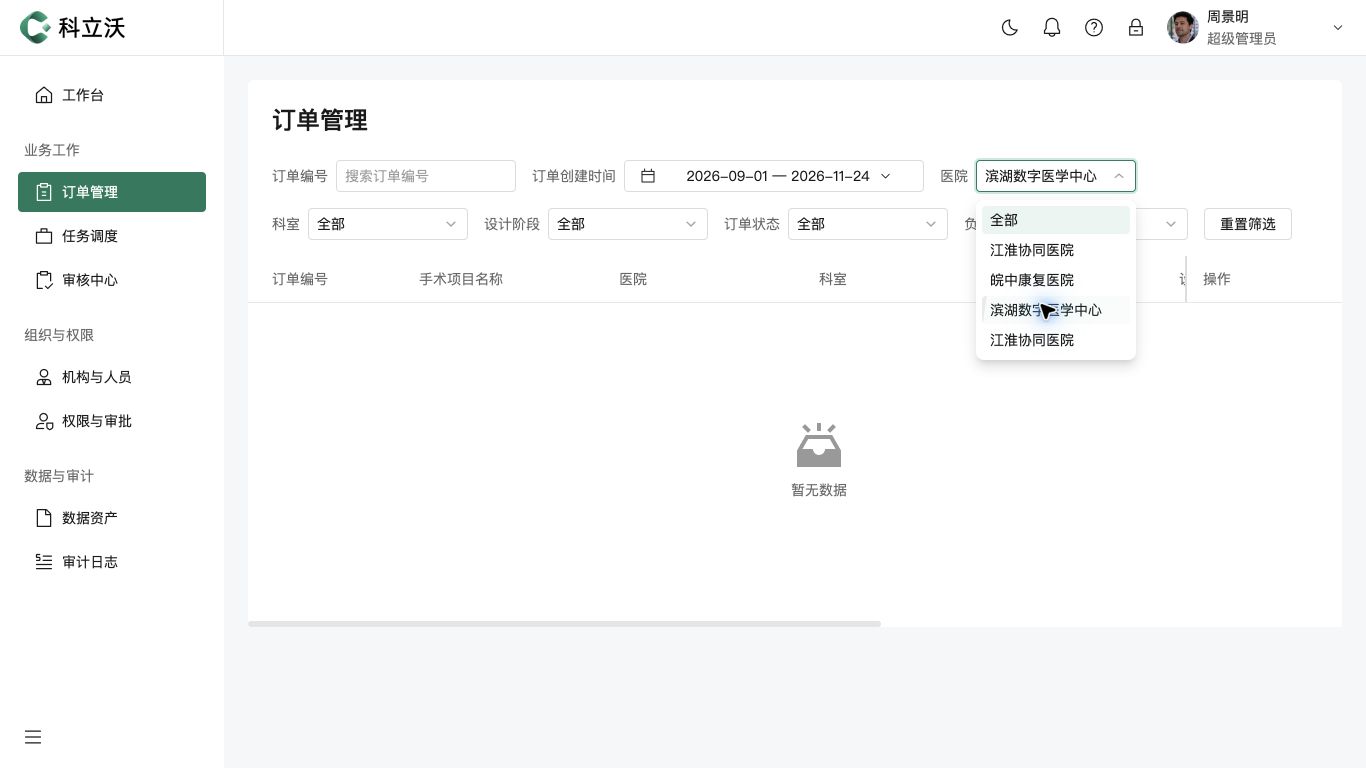 科立沃
周景明
超级管理员
工作台
业务工作
订单管理
任务调度
审核中心
组织与权限
机构与人员
权限与审批
数据与审计
数据资产
审计日志
订单管理
订单编号 搜索订单编号 订单创建时间 2026-09-01 — 2026-11-24 医院 滨湖数字医学中心
科室 全部 设计阶段 全部 订单状态 全部 重置筛选
全部
江淮协同医院
皖中康复医院
滨湖数字医学中心
江淮协同医院
订单编号 手术项目名称 医院 科室 操作
暂无数据